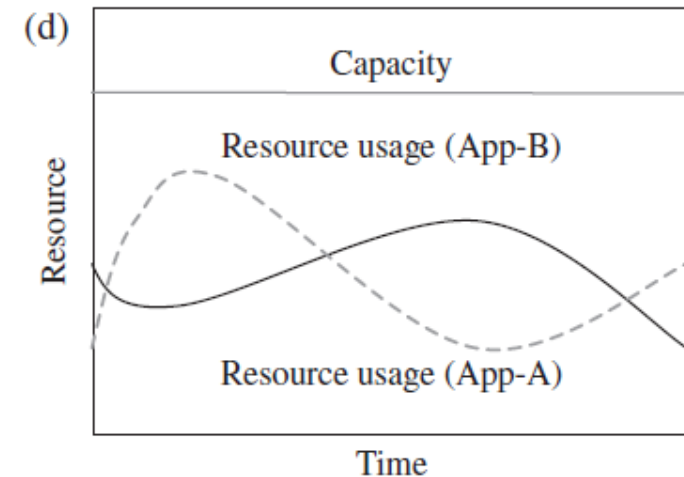 (d)
Capacity
Resource usage (App-B)
Resource
Resource usage (App-A)
Time